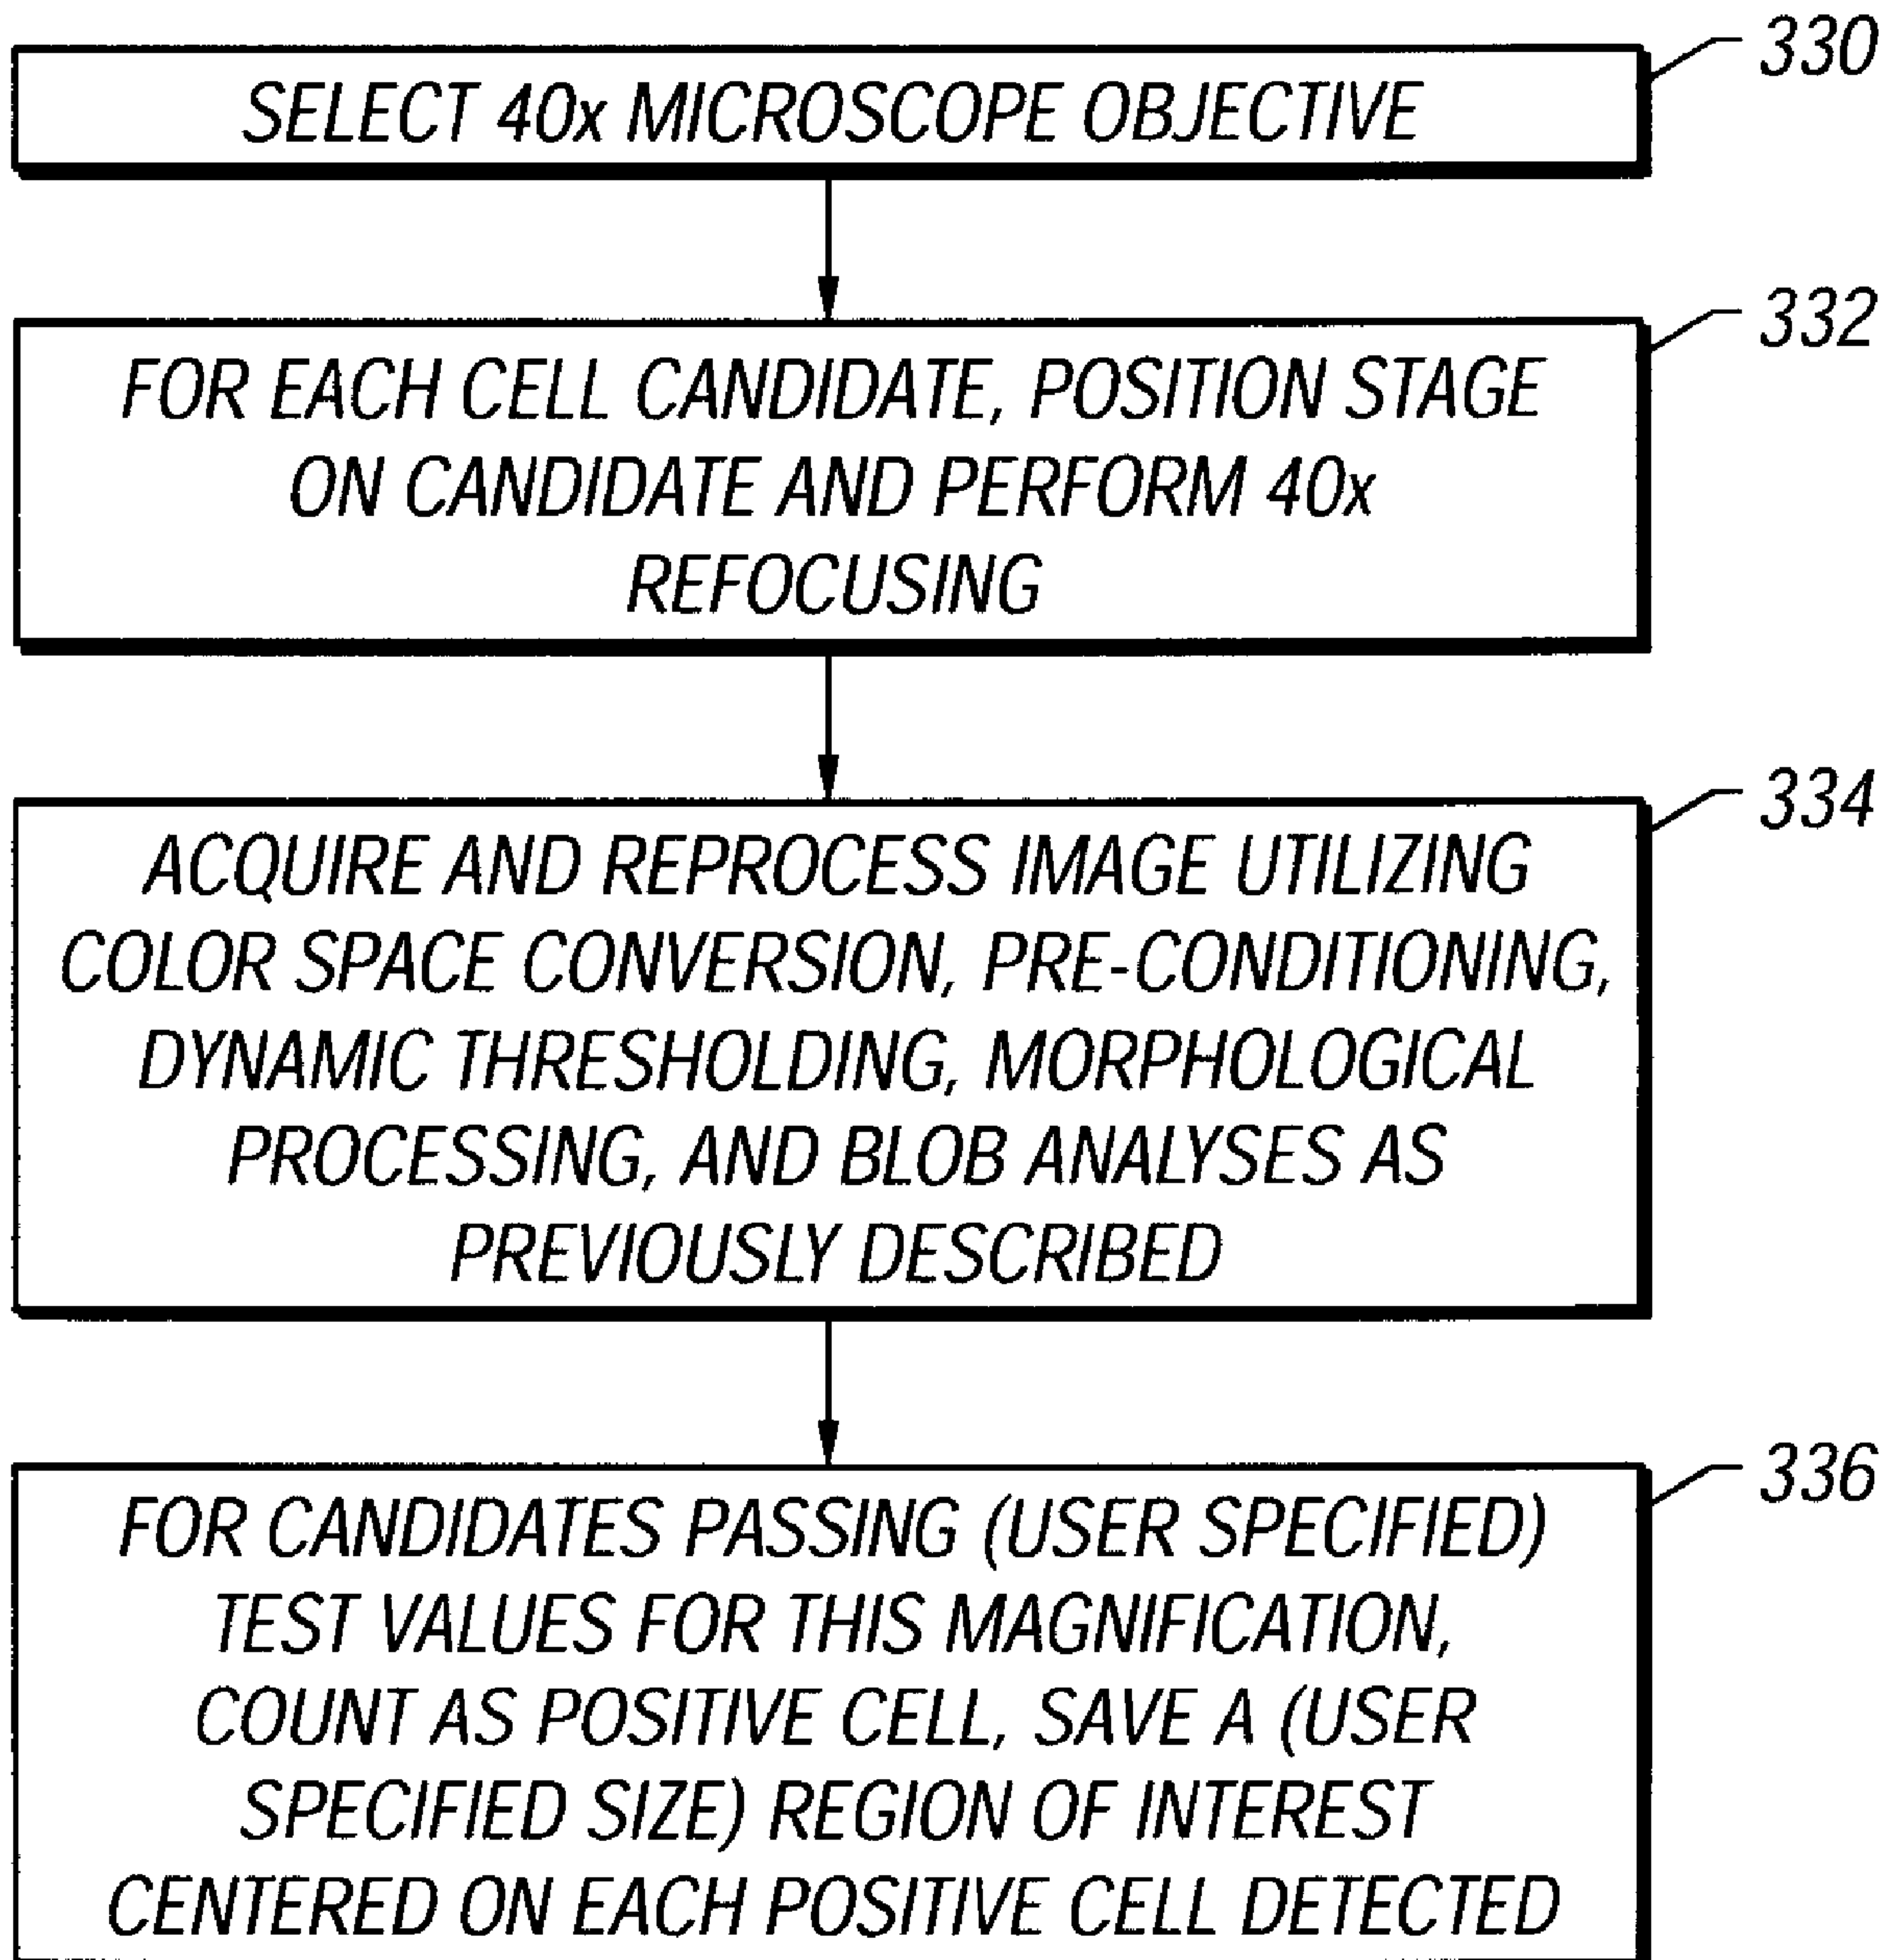 330
SELECT 40x MICROSCOPE OBJECTIVE
332
FOR EACH CELL CANDIDATE, POSITION STAGE
ON CANDIDATE AND PERFORM 40x
REFOCUSING
334
ACQUIRE AND REPROCESS IMAGE UTILIZING
COLOR SPACE CONVERSION, PRE-CONDITIONING,
DYNAMIC THRESHOLDING, MORPHOLOGICAL
PROCESSING, AND BLOB ANALYSES AS
PREVIOUSLY DESCRIBED
336
FOR CANDIDATES PASSING (USER SPECIFIED)
TEST VALUES FOR THIS MAGNIFICATION,
COUNT AS POSITIVE CELL, SAVE A (USER
SPECIFIED SIZE) REGION OF INTEREST
CENTERED ON EACH POSITIVE CELL DETECTED